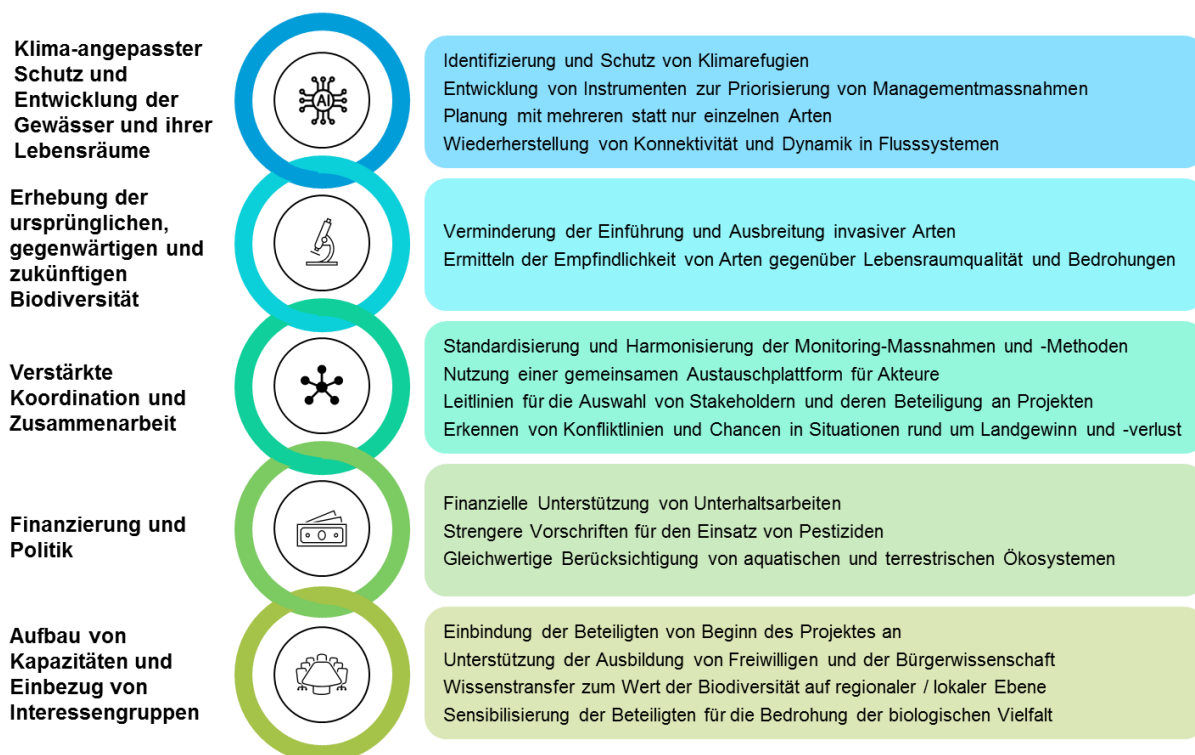 Klima-angepasster
Schutz und
Entwicklung der
Gewässer und ihrer
Lebensräume
AI
Identifizierung und Schutz von Klimarefugien
Entwicklung von Instrumenten zur Priorisierung von Managementmassnahmen
Planung mit mehreren statt nur einzelnen Arten
Wiederherstellung von Konnektivität und Dynamik in Flusssystemen
Erhebung der
ursprünglichen,
gegenwärtigen und
zukünftigen
Biodiversität
Verminderung der Einführung und Ausbreitung invasiver Arten
Ermitteln der Empfindlichkeit von Arten gegenüber Lebensraumqualität und Bedrohungen
Verstärkte
Koordination und
Zusammenarbeit
Standardisierung und Harmonisierung der Monitoring-Massnahmen und -Methoden
Nutzung einer gemeinsamen Austauschplattform für Akteure
Leitlinien für die Auswahl von Stakeholdern und deren Beteiligung an Projekten
Erkennen von Konfliktlinien und Chancen in Situationen rund um Landgewinn und -verlust
Finanzierung und
Politik
Finanzielle Unterstützung von Unterhaltsarbeiten
Strengere Vorschriften für den Einsatz von Pestiziden
Gleichwertige Berücksichtigung von aquatischen und terrestrischen Ökosystemen
Aufbau von
Kapazitäten und
Einbezug von
Interessengruppen
Einbindung der Beteiligten von Beginn des Projektes an
Unterstützung der Ausbildung von Freiwilligen und der Bürgerwissenschaft
Wissenstransfer zum Wert der Biodiversität auf regionaler / lokaler Ebene
Sensibilisierung der Beteiligten für die Bedrohung der biologischen Vielfalt